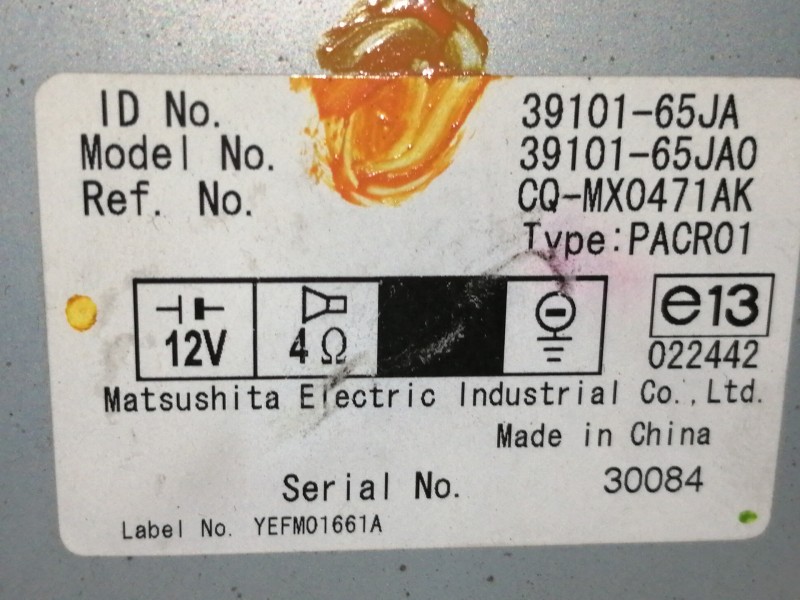 ID No. 39101-65JA
Model No. 39101-65JA0
Ref. No. CQ-MX0471AK
Type:PACR01
12V 4Ω e13
022442
Matsushita Electric Industrial Co.,Ltd.
Made in China
Serial No. 30084
Label No. YEFM01661A